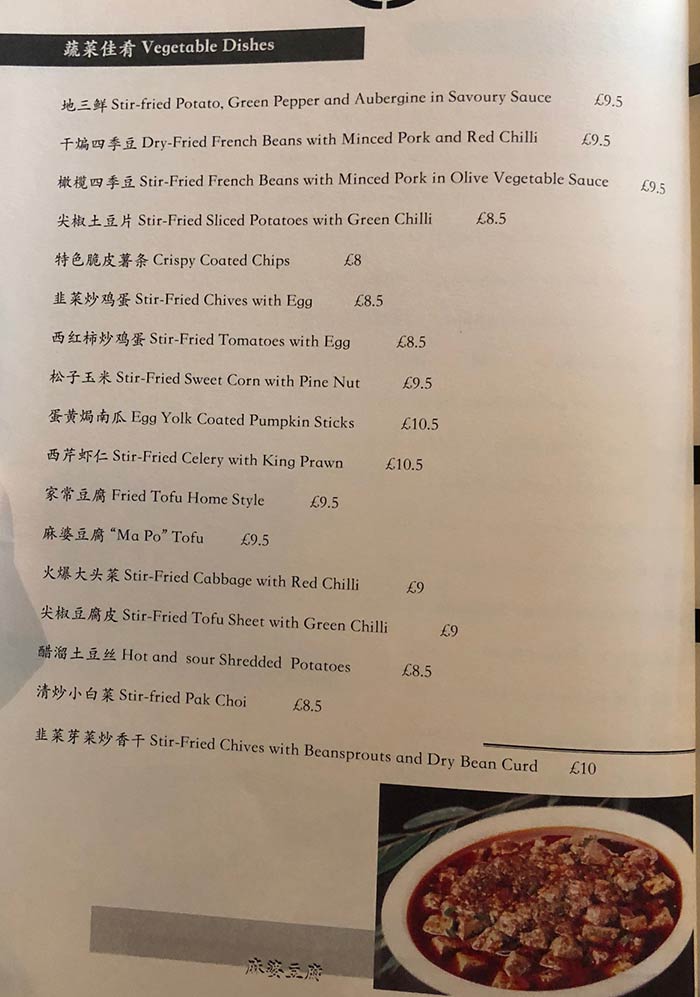 蔬菜佳肴 Vegetable Dishes
地三鲜 Stir-fried Potato, Green Pepper and Aubergine in Savoury Sauce £9.5
干煸四季豆 Dry-Fried French Beans with Minced Pork and Red Chilli £9.5
橄榄四季豆 Stir-Fried French Beans with Minced Pork in Olive Vegetable Sauce £9.5
尖椒土豆片 Stir-Fried Sliced Potatoes with Green Chilli £8.5
特色脆皮薯条 Crispy Coated Chips £8
韭菜炒鸡蛋 Stir-Fried Chives with Egg £8.5
西红柿炒鸡蛋 Stir-Fried Tomatoes with Egg £8.5
松子玉米 Stir-Fried Sweet Corn with Pine Nut £9.5
蛋黄焗南瓜 Egg Yolk Coated Pumpkin Sticks £10.5
西芹虾仁 Stir-Fried Celery with King Prawn £10.5
家常豆腐 Fried Tofu Home Style £9.5
麻婆豆腐 “Ma Po” Tofu £9.5
火爆大头菜 Stir-Fried Cabbage with Red Chilli £9
尖椒豆腐皮 Stir-Fried Tofu Sheet with Green Chilli £9
醋溜土豆丝 Hot and sour Shredded Potatoes £8.5
清炒小白菜 Stir-fried Pak Choi £8.5
韭菜芽菜炒香干 Stir-Fried Chives with Beansprouts and Dry Bean Curd £10
麻婆豆腐